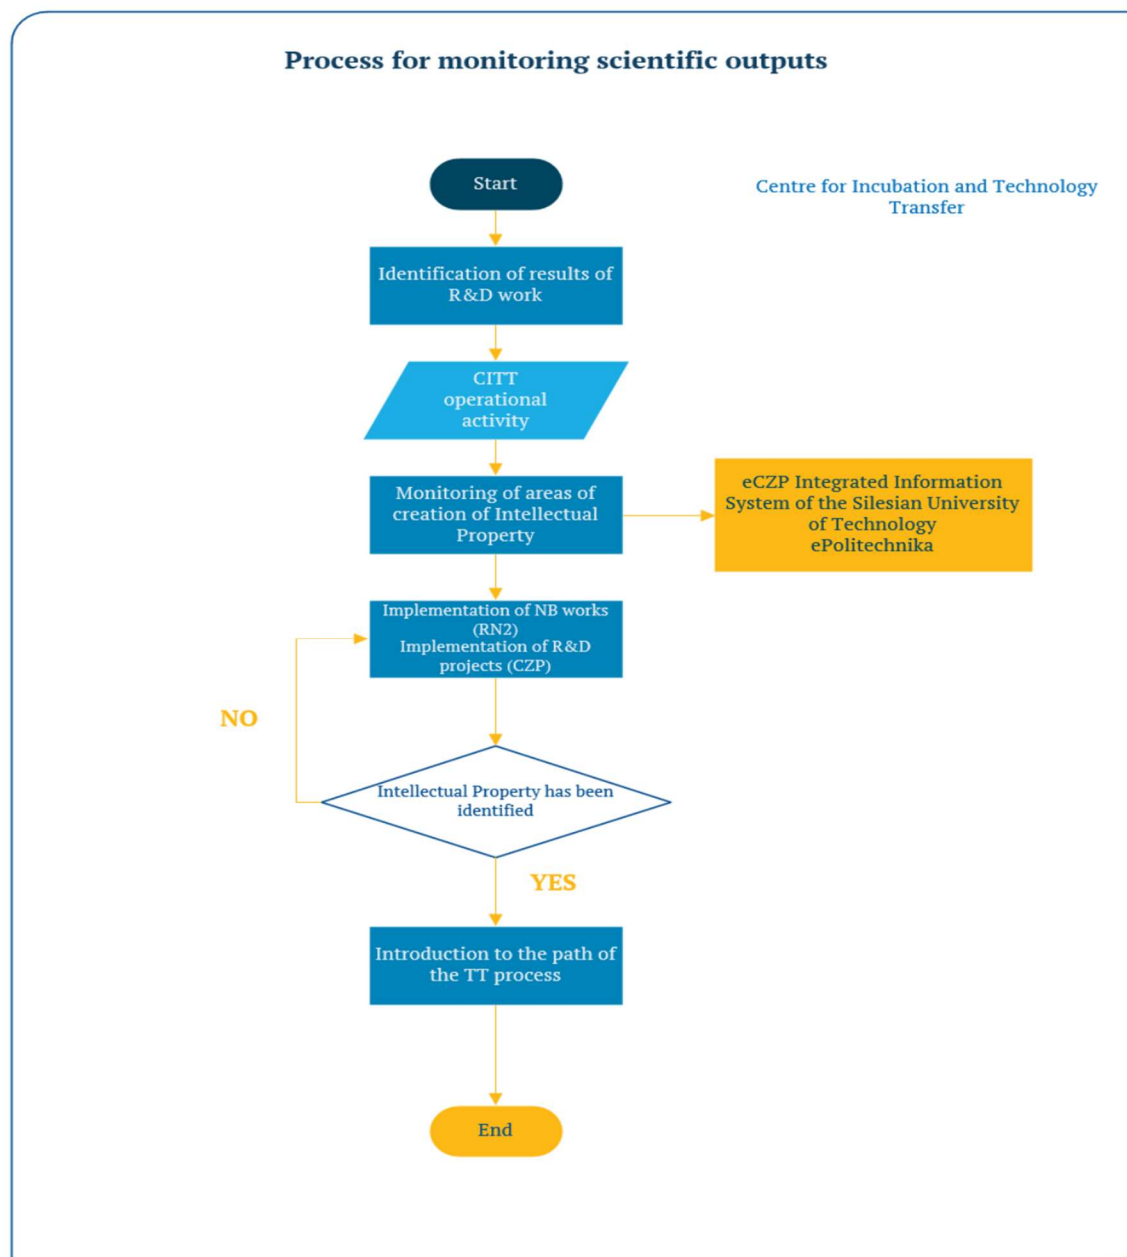 Process for monitoring scientific outputs
Start
Centre for Incubation and Technology
Transfer
Identification of results of
R&D work
CITT
operational
activity
Monitoring of areas of
creation of Intellectual
Property
eCZP Integrated Information
System of the Silesian University
of Technology
ePolitechnika
Implementation of NB works
(RN2)
Implementation of R&D
projects (CZP)
NO
Intellectual Property has been
identified
YES
Introduction to the path of
the TT process
End